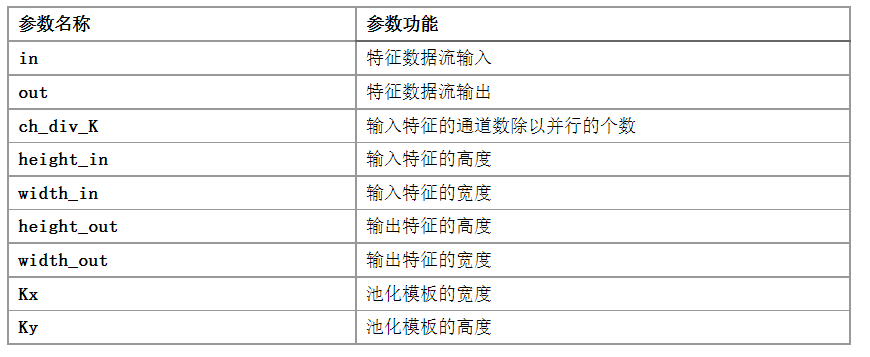 参数名称 参数功能
in 特征数据流输入
out 特征数据流输出
ch_div_K 输入特征的通道数除以并行的个数
height_in 输入特征的高度
width_in 输入特征的宽度
height_out 输出特征的高度
width_out 输出特征的宽度
Kx 池化模板的宽度
Ky 池化模板的高度